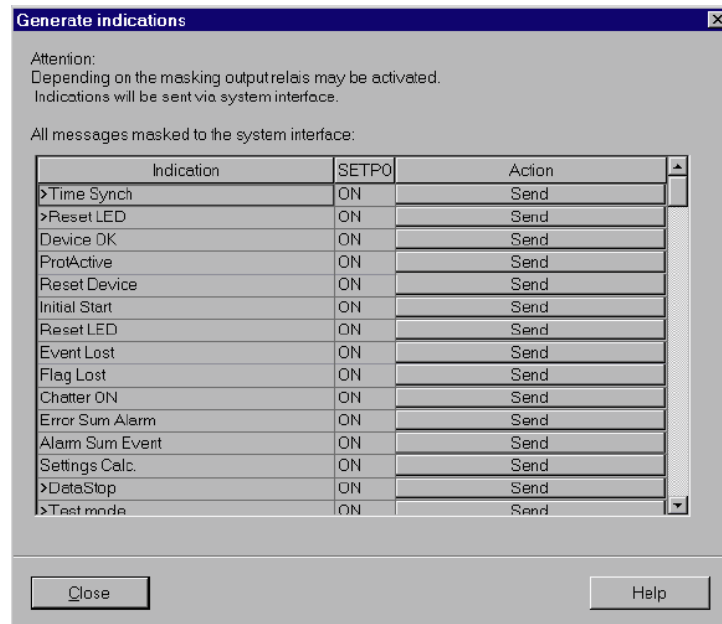 Generate indications
Attention:
Depending on the masking output relais may be activated.
Indications will be sent via system interface.
All messages masked to the system interface:
Indication SETPO Action
>Time Synch ON Send
>Reset LED ON Send
Device OK ON Send
ProtActive ON Send
Reset Device ON Send
Initial Start ON Send
Reset LED ON Send
Event Lost ON Send
Flag Lost ON Send
Chatter ON ON Send
Error Sum Alarm ON Send
Alarm Sum Event ON Send
Settings Calc. ON Send
>DataStop ON Send
>Test mode ON Send
Close Help